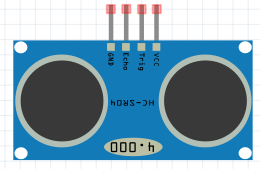 GND
Echo
Trig
VCC
HC-SR04
4.000